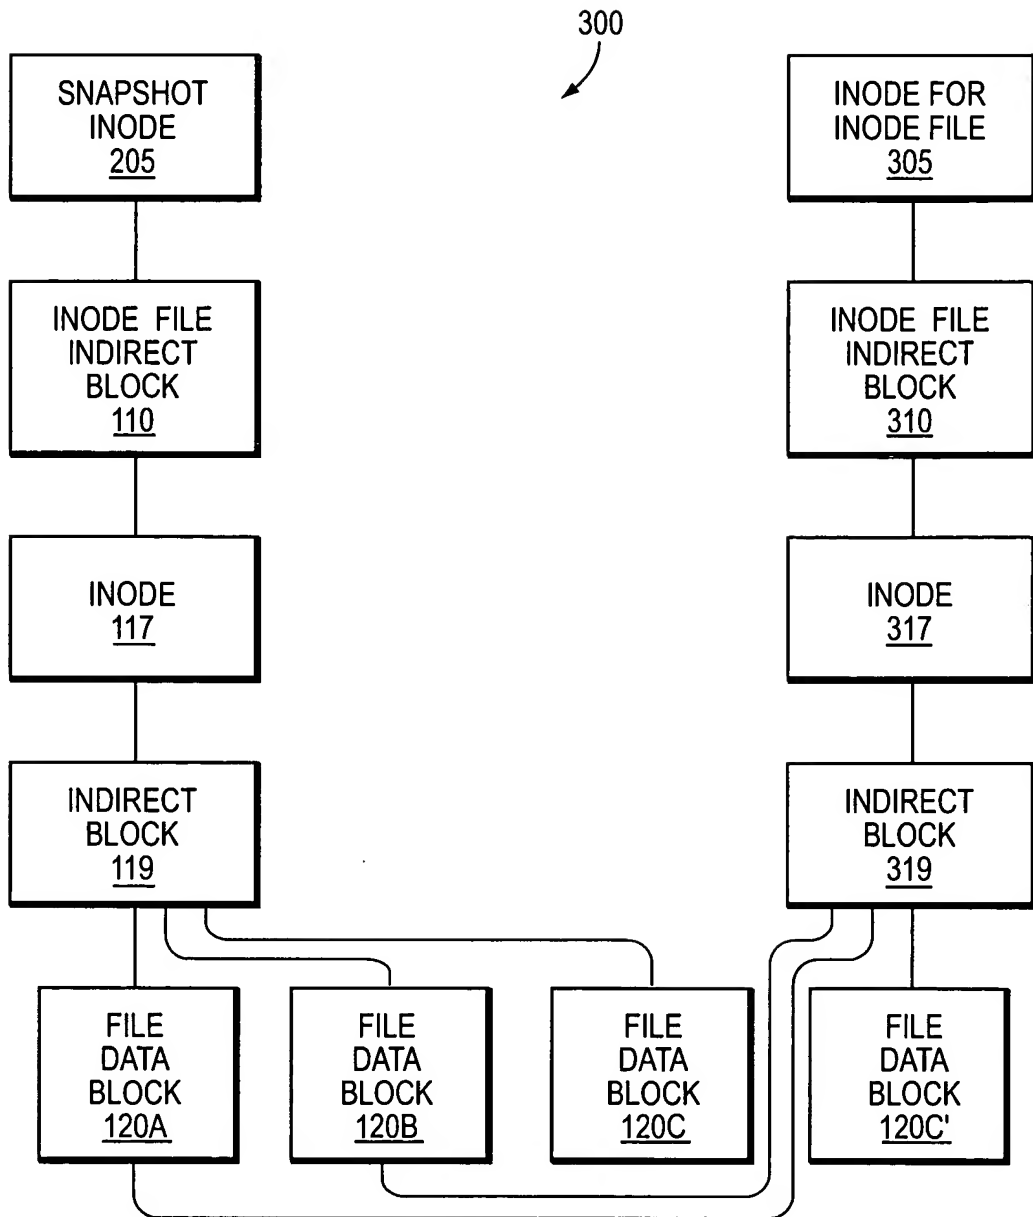 300
SNAPSHOT
INODE
205
INODE FOR
INODE FILE
305
INODE FILE
INDIRECT
BLOCK
110
INODE FILE
INDIRECT
BLOCK
310
INODE
117
INODE
317
INDIRECT
BLOCK
119
INDIRECT
BLOCK
319
FILE
DATA
BLOCK
120A
FILE
DATA
BLOCK
120B
FILE
DATA
BLOCK
120C
FILE
DATA
BLOCK
120C'